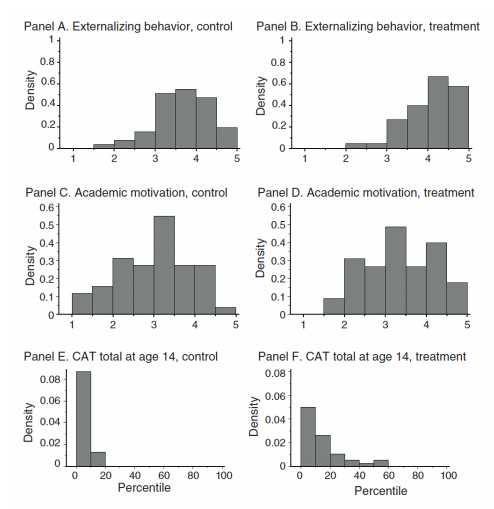 Panel A. Externalizing behavior, control
Panel B. Externalizing behavior, treatment
1
0.8
0.6
0.4
0.2
0
Density
1 2 3 4 5
1
0.8
0.6
0.4
0.2
0
Density
1 2 3 4 5
Panel C. Academic motivation, control
Panel D. Academic motivation, treatment
0.6
0.5
0.4
0.3
0.2
0.1
0
Density
1 2 3 4 5
0.6
0.5
0.4
0.3
0.2
0.1
0
Density
1 2 3 4 5
Panel E. CAT total at age 14, control
Panel F. CAT total at age 14, treatment
0.08
0.06
0.04
0.02
0
Density
0 20 40 60 80 100
Percentile
0.08
0.06
0.04
0.02
0
Density
0 20 40 60 80 100
Percentile